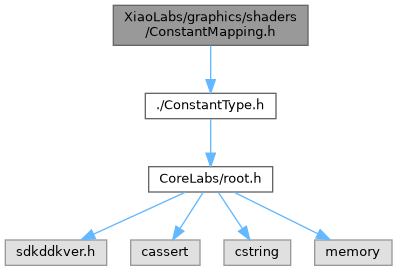 XiaoLabs/graphics/shaders
/ConstantMapping.h
./ConstantType.h
CoreLabs/root.h
sdkddkver.h
cassert
cstring
memory